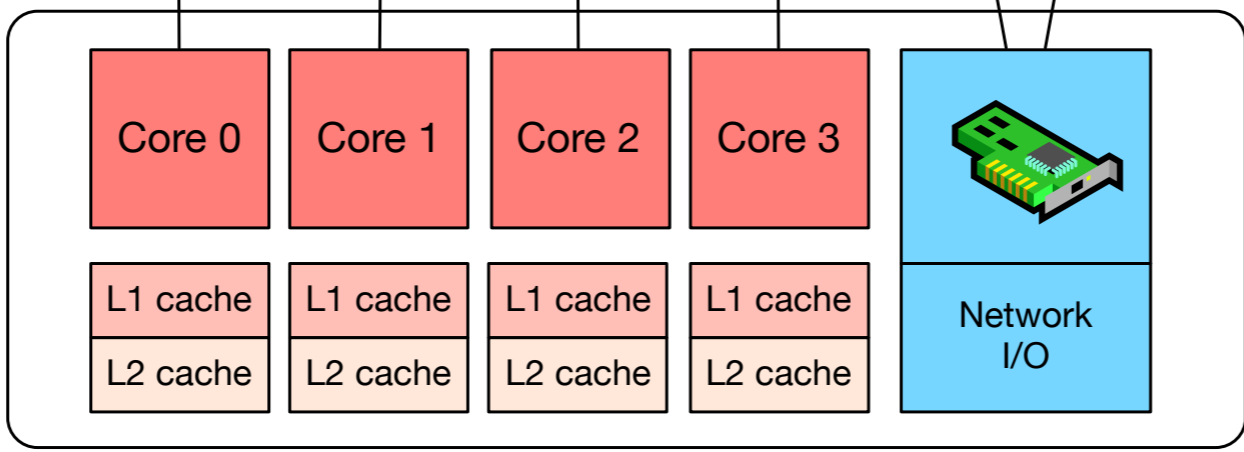 Core 0
Core 1
Core 2
Core 3
L1 cache
L1 cache
L1 cache
L1 cache
L2 cache
L2 cache
L2 cache
L2 cache
Network
I/O